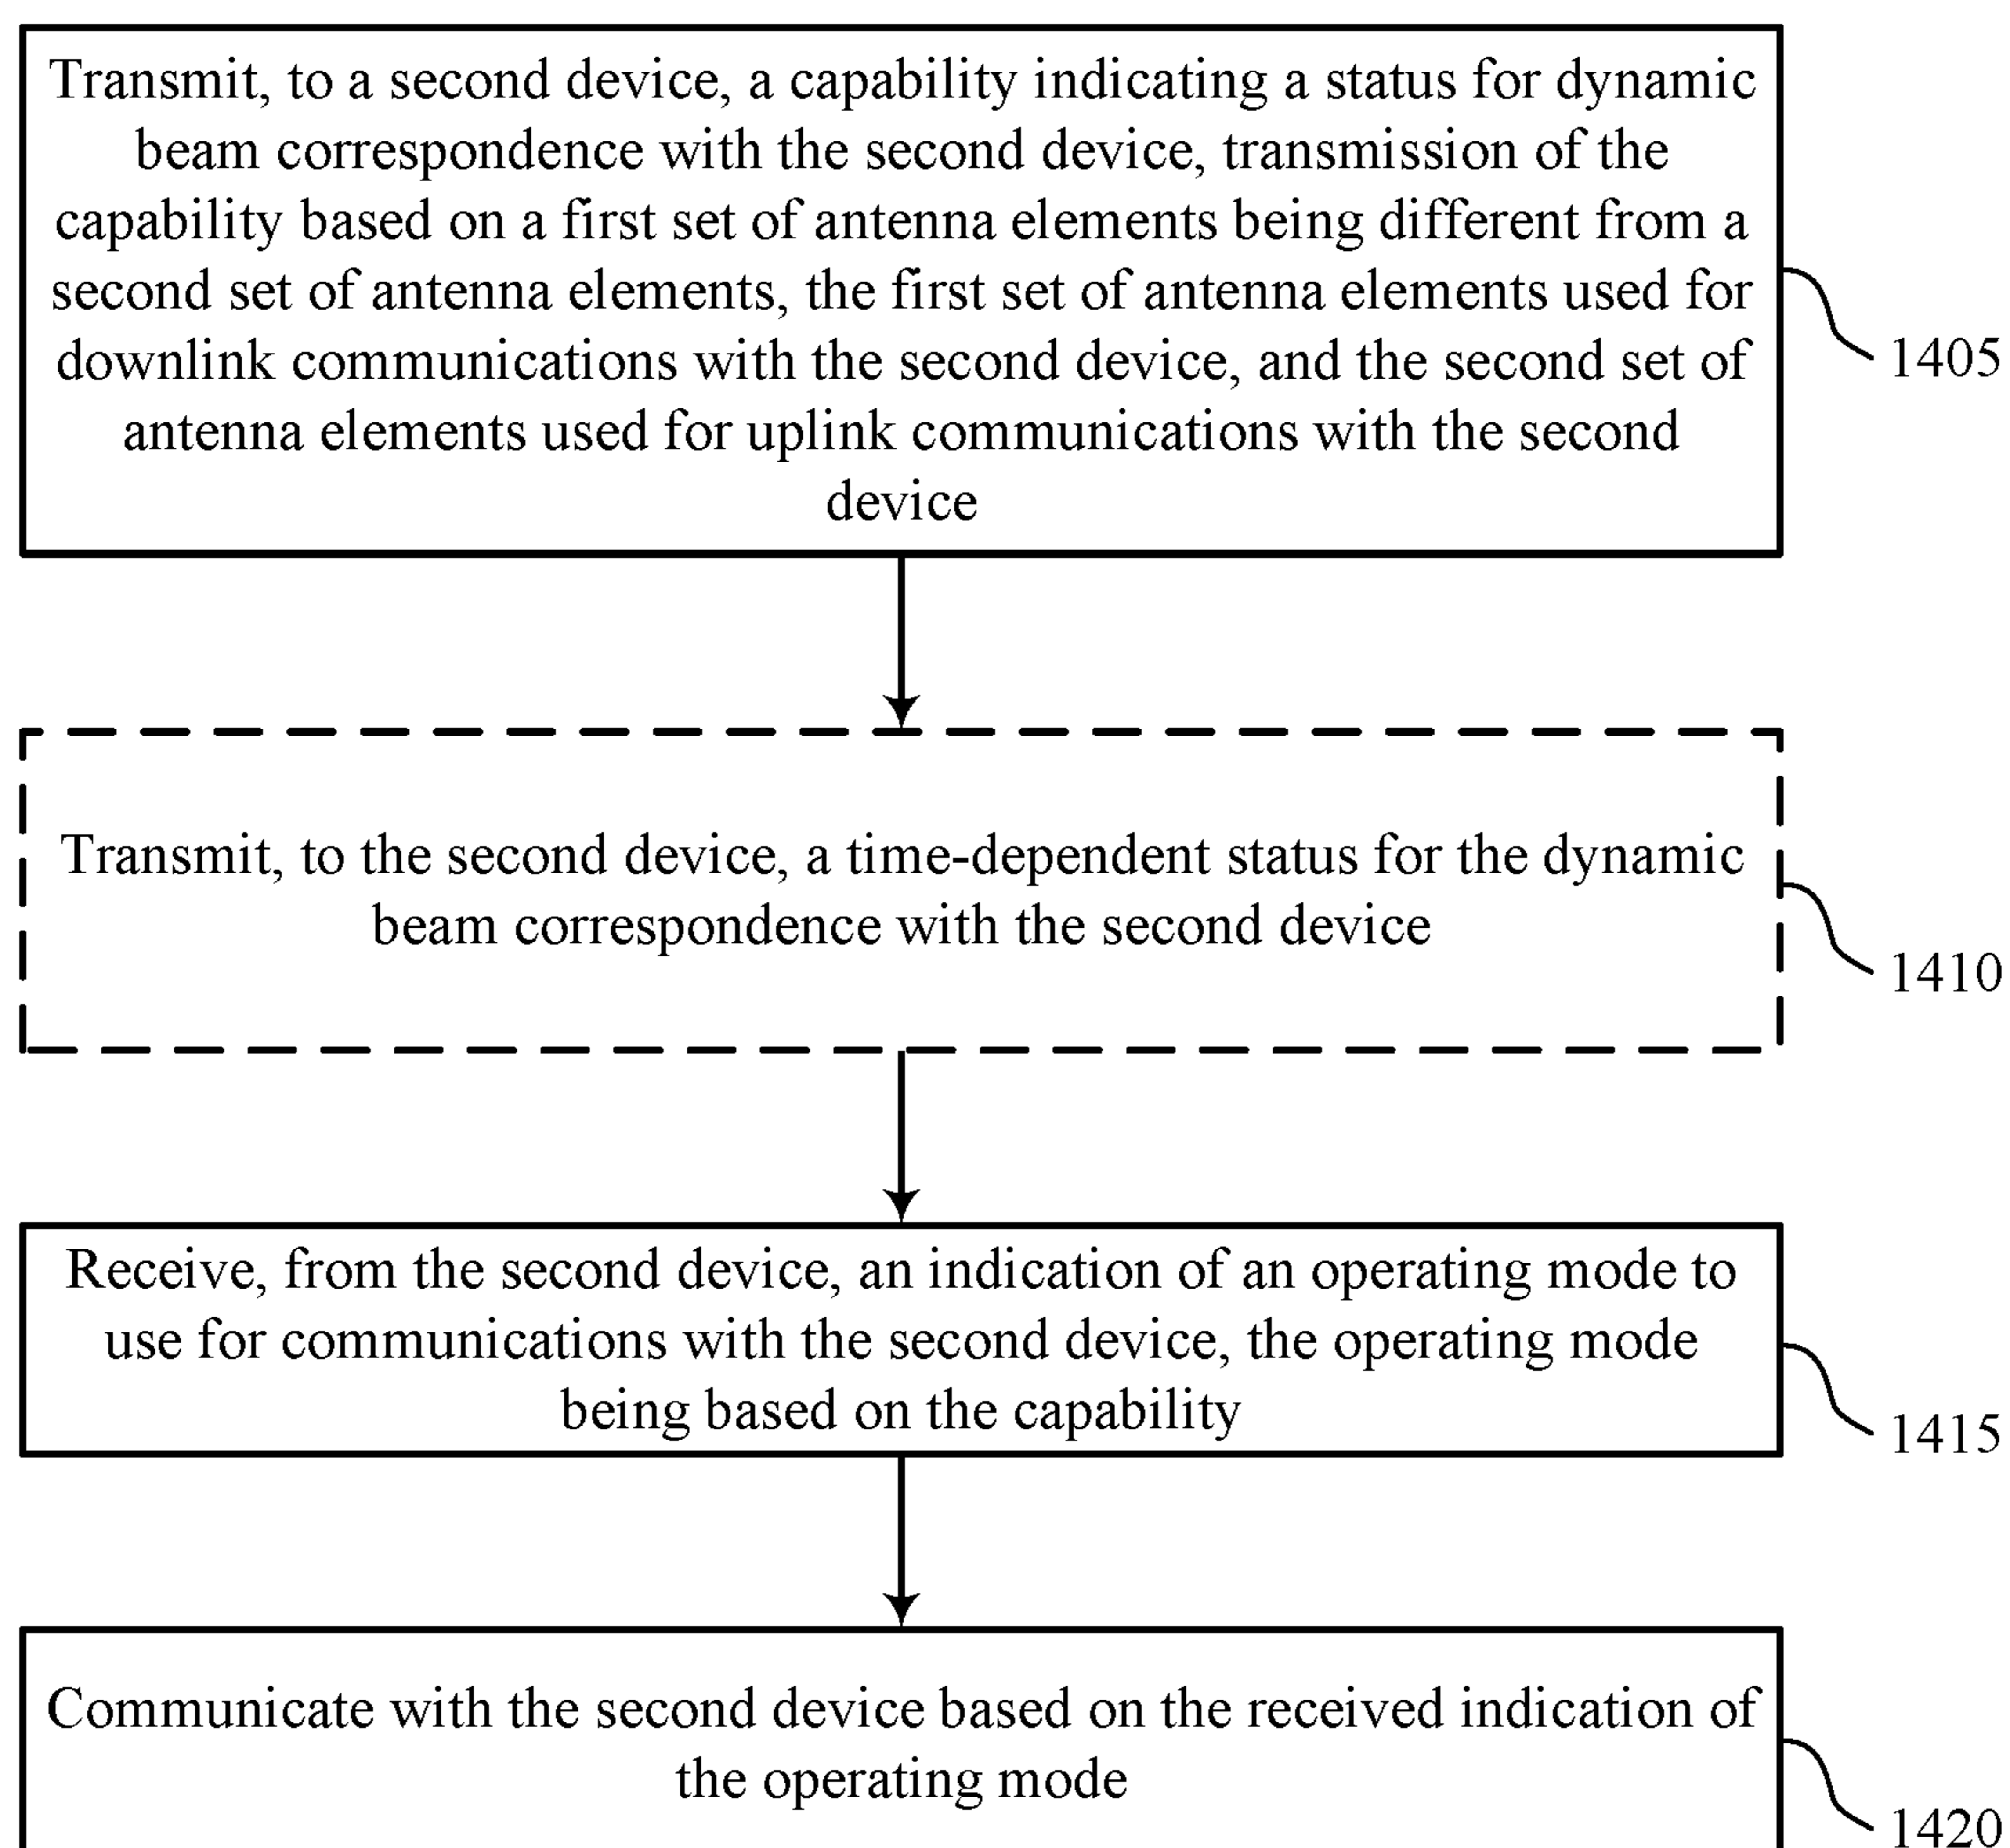 Transmit, to a second device, a capability indicating a status for dynamic
beam correspondence with the second device, transmission of the
capability based on a first set of antenna elements being different from a
second set of antenna elements, the first set of antenna elements used for
downlink communications with the second device, and the second set of
antenna elements used for uplink communications with the second
device
1405
Transmit, to the second device, a time-dependent status for the dynamic
beam correspondence with the second device
1410
Receive, from the second device, an indication of an operating mode to
use for communications with the second device, the operating mode
being based on the capability
1415
Communicate with the second device based on the received indication of
the operating mode
1420